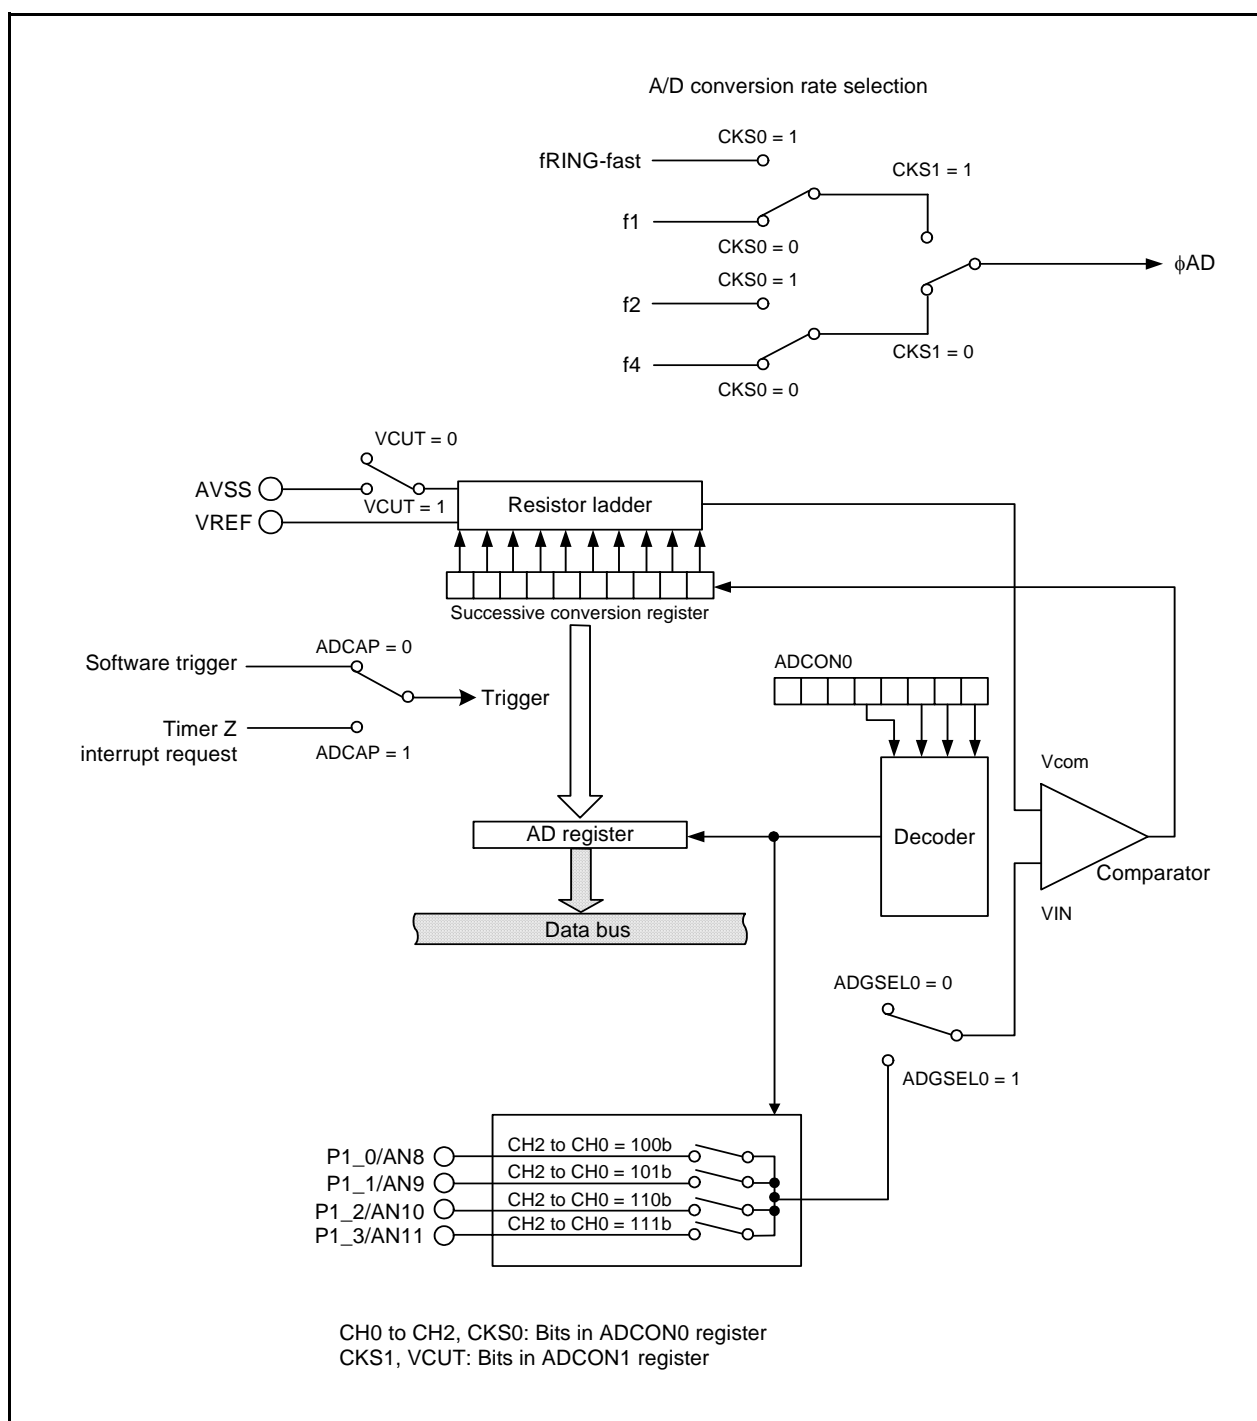 A/D conversion rate selection
CKS0 = 1
fRING-fast
CKS1 = 1
f1
CKS0 = 0
ϕAD
CKS0 = 1
f2
CKS1 = 0
f4
CKS0 = 0
VCUT = 0
AVSS
Resistor ladder
VCUT = 1
VREF
Successive conversion register
ADCAP = 0
Software trigger
ADCON0
Trigger
Timer Z
interrupt request
ADCAP = 1
Vcom
AD register
Decoder
Comparator
VIN
Data bus
ADGSEL0 = 0
ADGSEL0 = 1
P1_0/AN8
CH2 to CH0 = 100b
P1_1/AN9
CH2 to CH0 = 101b
P1_2/AN10
CH2 to CH0 = 110b
P1_3/AN11
CH2 to CH0 = 111b
CH0 to CH2, CKS0: Bits in ADCON0 register
CKS1, VCUT: Bits in ADCON1 register